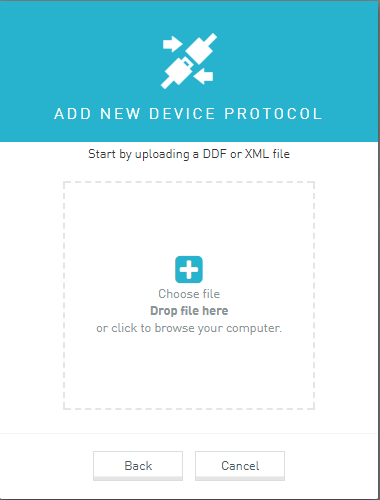 ADD NEW DEVICE PROTOCOL
Start by uploading a DDF or XML file
Choose file
Drop file here
or click to browse your computer.
Back
Cancel